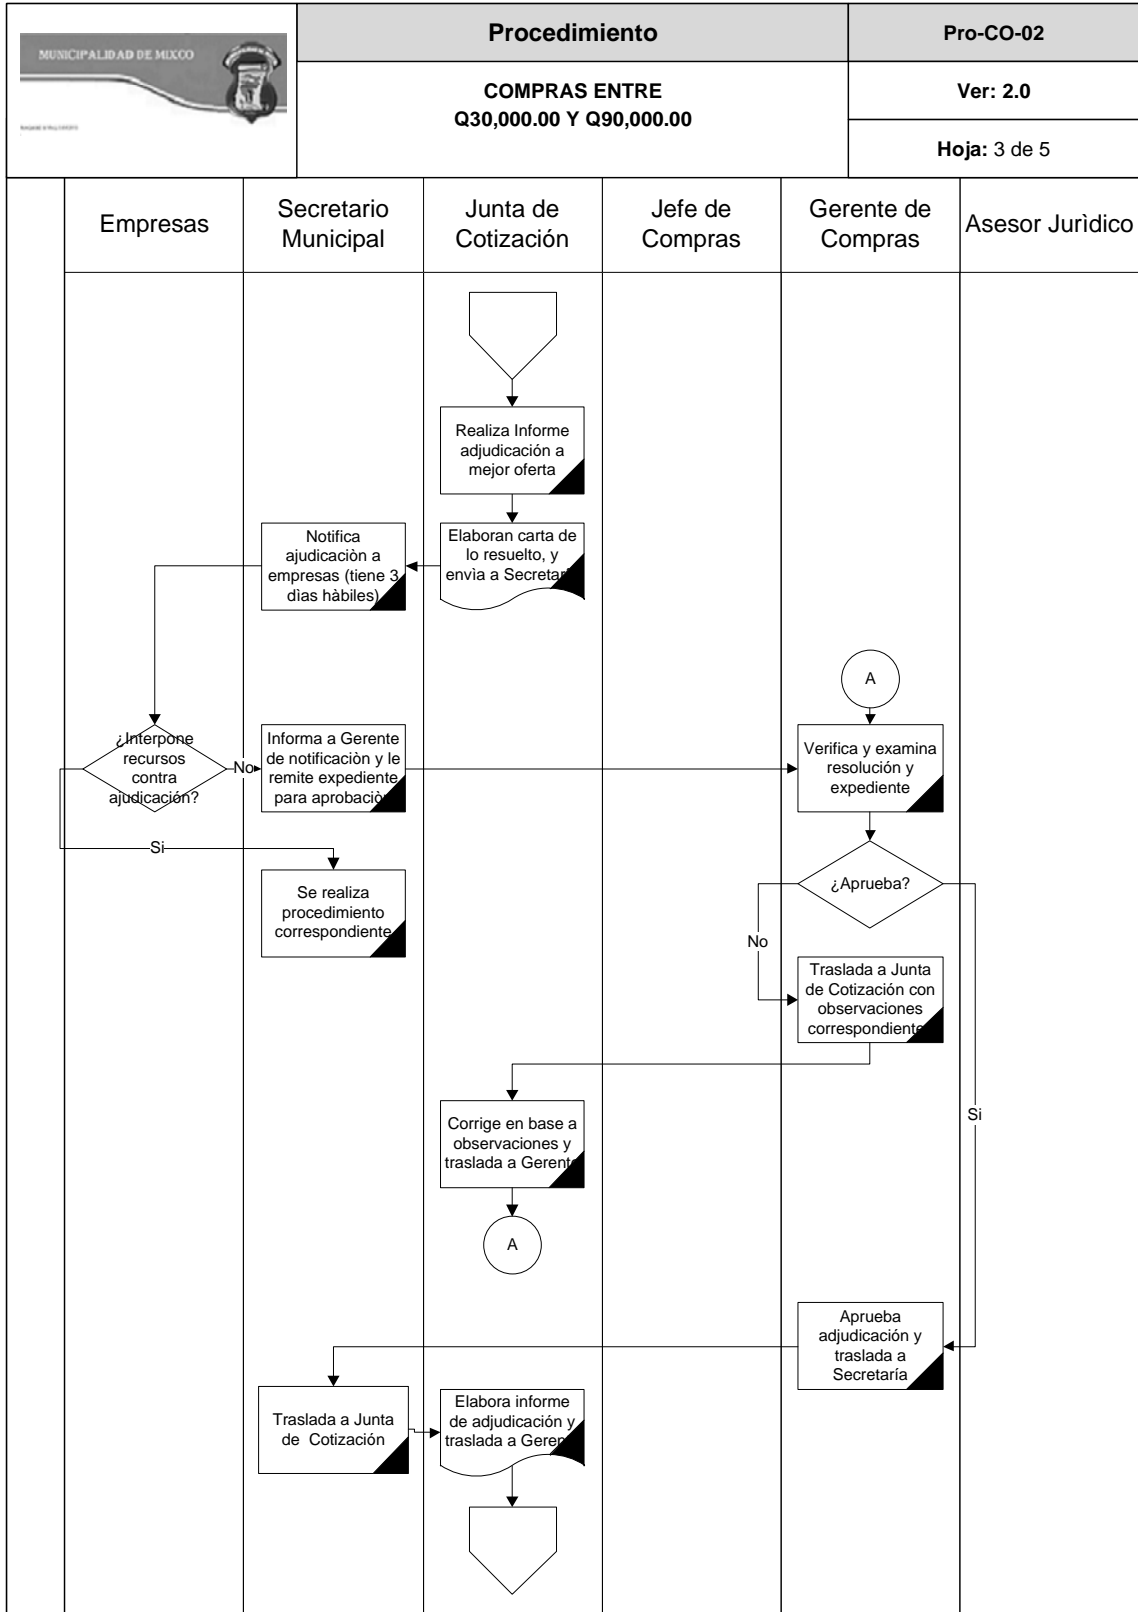 MUNICIPALIDAD DE MIXCO
Procedimiento
Pro-CO-02
COMPRAS ENTRE
Q30,000.00 Y Q90,000.00
Ver: 2.0
Hoja: 3 de 5
Empresas
Secretario
Municipal
Junta de
Cotización
Jefe de
Compras
Gerente de
Compras
Asesor Jurìdico
Realiza Informe
adjudicación a
mejor oferta
Elaboran carta de
lo resuelto, y
envìa a Secretar
Notifica
ajudicaciòn a
empresas (tiene 3
dìas hàbiles)
A
¿Interpone
recursos
contra
ajudicación?
No
Informa a Gerente
de notificaciòn y le
remite expediente
para aprobaciòn
Verifica y examina
resolución y
expediente
Si
Se realiza
procedimiento
correspondiente
¿Aprueba?
No
Traslada a Junta
de Cotización con
observaciones
correspondiente
Si
Corrige en base a
observaciones y
traslada a Gerente
A
Aprueba
adjudicación y
traslada a
Secretaría
Traslada a Junta
de Cotización
Elabora informe
de adjudicación y
traslada a Geren